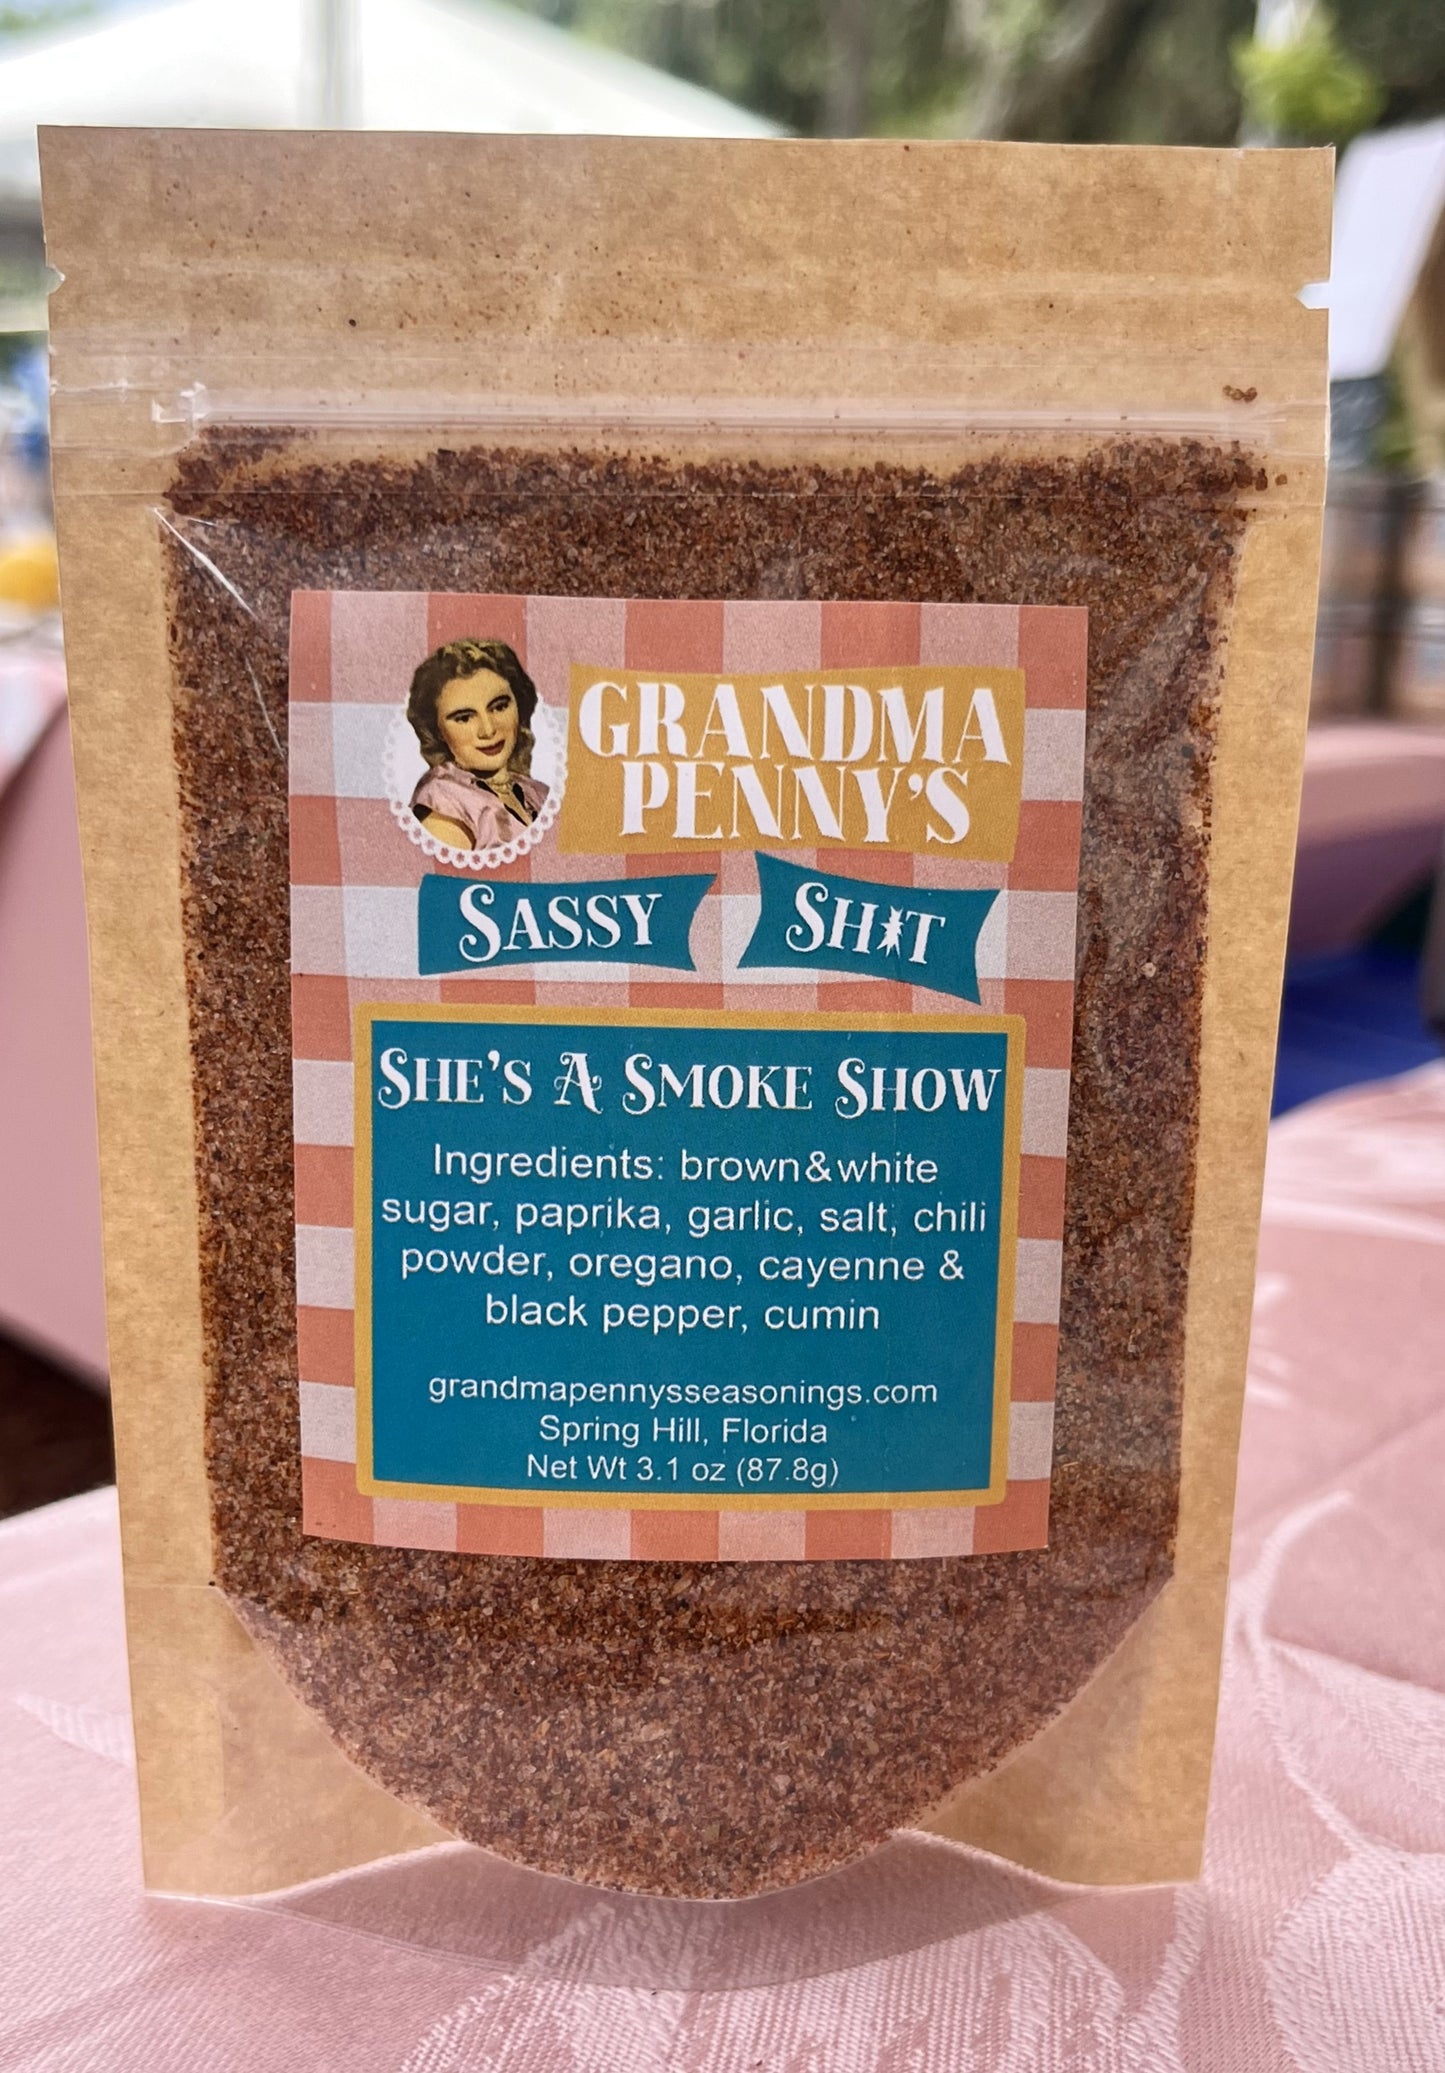 GRANDMA
PENNY'S
SASSY SH*T
SHE'S A SMOKE SHOW
Ingredients: brown&white
sugar, paprika, garlic, salt, chili
powder, oregano, cayenne &
black pepper, cumin
grandmapennysseasonings.com
Spring Hill, Florida
Net Wt 3.1 oz (87.8g)